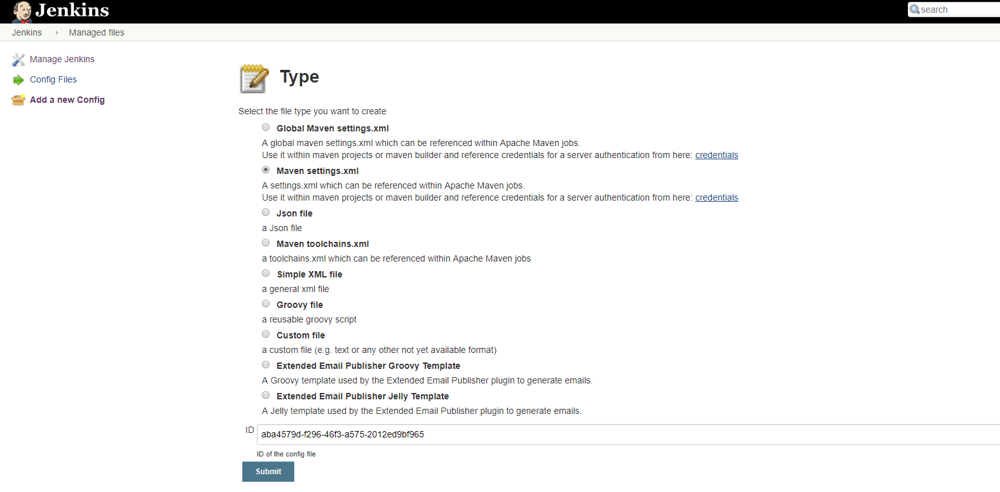 Jenkins
search
Jenkins
Managed files
Manage Jenkins
Config Files
Add a new Config
Type
Select the file type you want to create
Global Maven settings.xml
A global maven settings.xml which can be referenced within Apache Maven jobs.
Use it within maven projects or maven builder and reference credentials for a server authentication from here: credentials
Maven settings.xml
A settings.xml which can be referenced within Apache Maven jobs.
Use it within maven projects or maven builder and reference credentials for a server authentication from here: credentials
Json file
a Json file
Maven toolchains.xml
a toolchains.xml which can be referenced within Apache Maven jobs
Simple XML file
a general xml file
Groovy file
a reusable groovy script
Custom file
a custom file (e.g. text or any other not yet available format)
Extended Email Publisher Groovy Template
A Groovy template used by the Extended Email Publisher plugin to generate emails.
Extended Email Publisher Jelly Template
A Jelly template used by the Extended Email Publisher plugin to generate emails.
ID
aba4579d-f296-46f3-a575-2012ed9bf965
ID of the config file
Submit